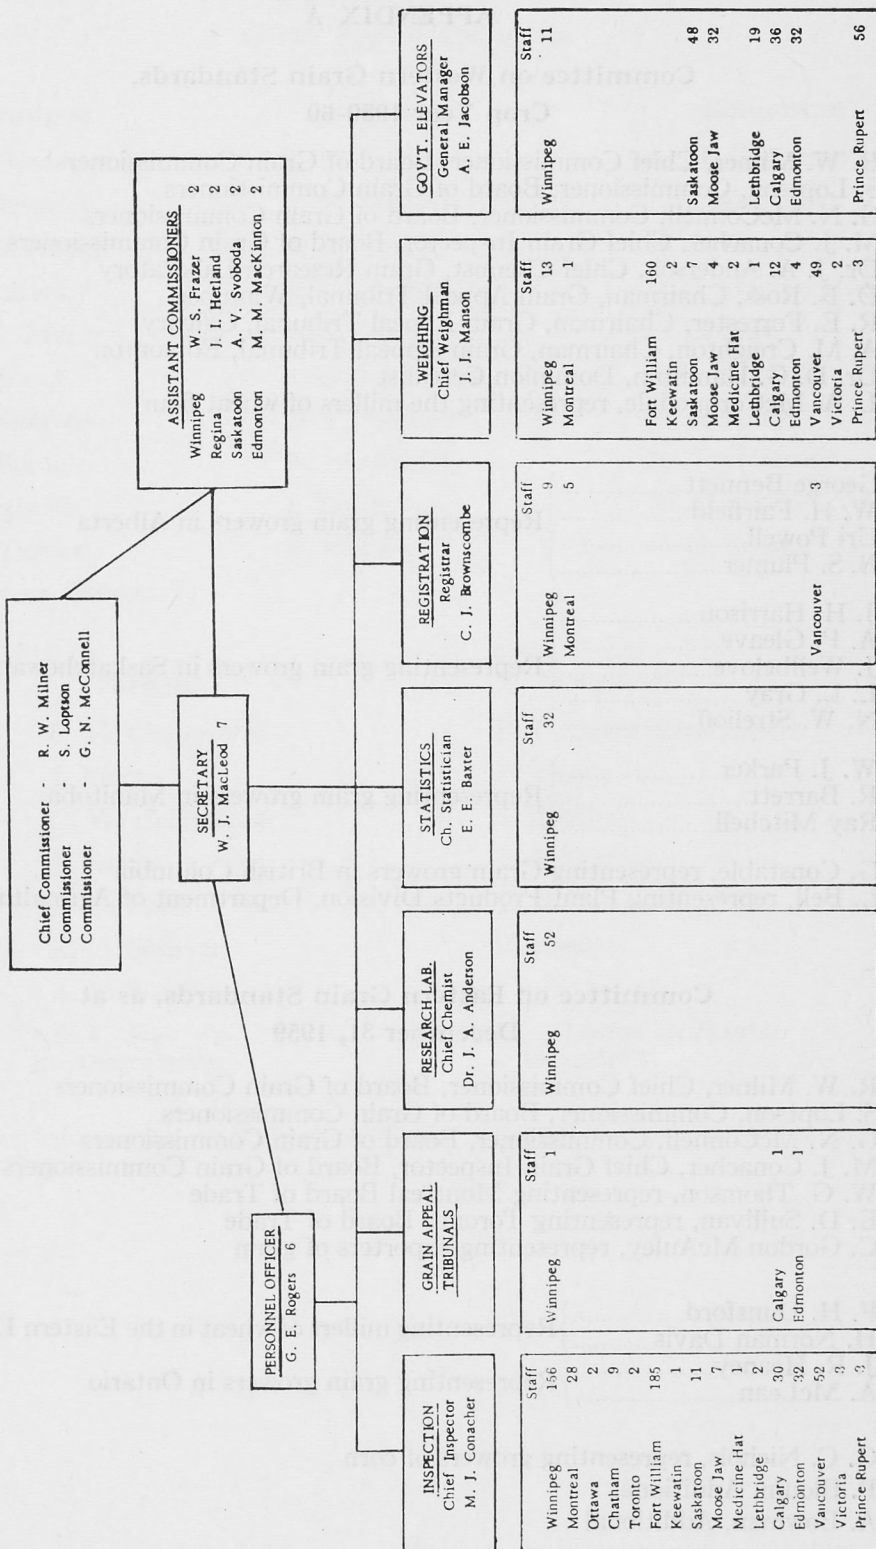 Chief Commissioner - R. W. Milner
Commissioner - S. Loptson
Commissioner - G. N. McConnell
SECRETARY
W. J. MacLeod 7
PERSONNEL OFFICER
G. E. Rogers 6
ASSISTANT COMMISSIONERS
Winnipeg W. S. Frazer 2
Regina J. I. Hetland 2
Saskatoon A. V. Svoboda 2
Edmonton M. M. MacKinnon 2
INSPECTION
Chief Inspector
M. J. Conacher
Staff
Winnipeg 156
Montreal 28
Ottawa 2
Chatham 9
Toronto 2
Fort William 185
Keewatin 1
Saskatoon 11
Moose Jaw
Medicine Hat 2
Lethbridge 2
Calgary 30
Edmonton 32
Vancouver 52
Victoria
Prince Rupert 3
GRAIN APPEAL
TRIBUNALS
Staff
Winnipeg 1
Calgary 1
Edmonton 1
RESEARCH LAB.
Chief Chemist
Dr. J. A. Anderson
Staff
Winnipeg 52
STATISTICS
Ch. Statistician
E. E. Baxter
Staff
Winnipeg 32
REGISTRATION
Registrar
C. J. Brownscombe
Staff
Winnipeg 9
Montreal 5
Vancouver 3
WEIGHING
Chief Weighman
J. L. Manson
Staff
Winnipeg 13
Montreal 1
Fort William 160
Keewatin 2
Saskatoon 7
Moose Jaw 4
Medicine Hat 2
Lethbridge 2
Calgary 12
Edmonton 9
Vancouver 49
Victoria
Prince Rupert 3
GOVT. ELEVATORS
General Manager
A. E. Jacobson
Staff
Winnipeg 11
Saskatoon 48
Moose Jaw 32
Lethbridge 19
Calgary 36
Edmonton 32
Prince Rupert 56